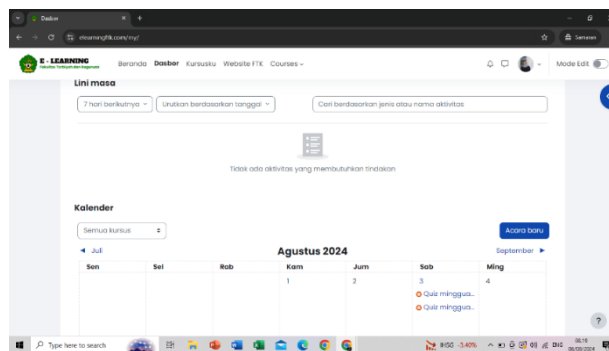 Dasbor
elearningftk.com/my/
E - LEARNING
Beranda Dasbor Kursusku Website FTK Courses
Mode Edit
Lini masa
7 hari berikutnya
Urutkan berdasarkan tanggal
Cari berdasarkan jenis atau nama aktivitas
Tidak ada aktivitas yang membutuhkan tindakan
Kalender
Semua kursus
Acara baru
Juli
Agustus 2024
September
Sen Sel Rab Kam Jum Sab Ming
1 2 3 4
Quiz minggua...
Quiz minggua...
?
Type here to search
IHSG -3,40%
ENG